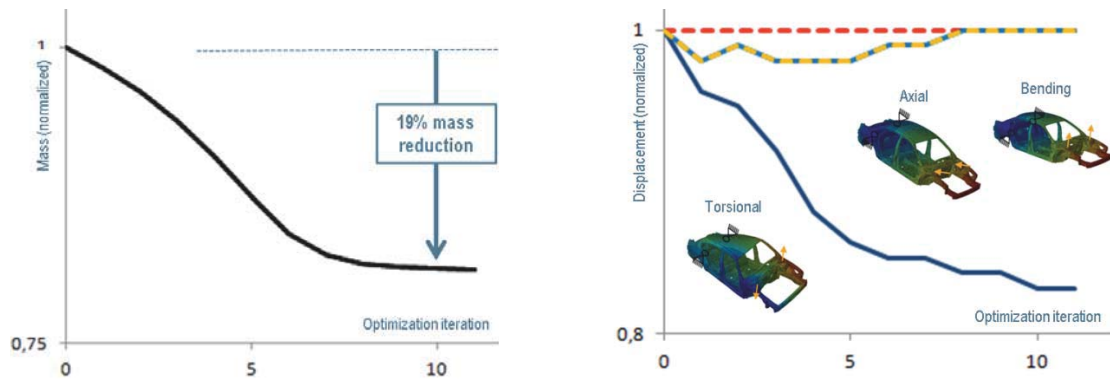 1
Mass (normalized)
19% mass
reduction
Optimization iteration
0,75
0
5
10
1
Displacement (normalized)
Axial
Bending
Torsional
Optimization iteration
0,8
0
5
10